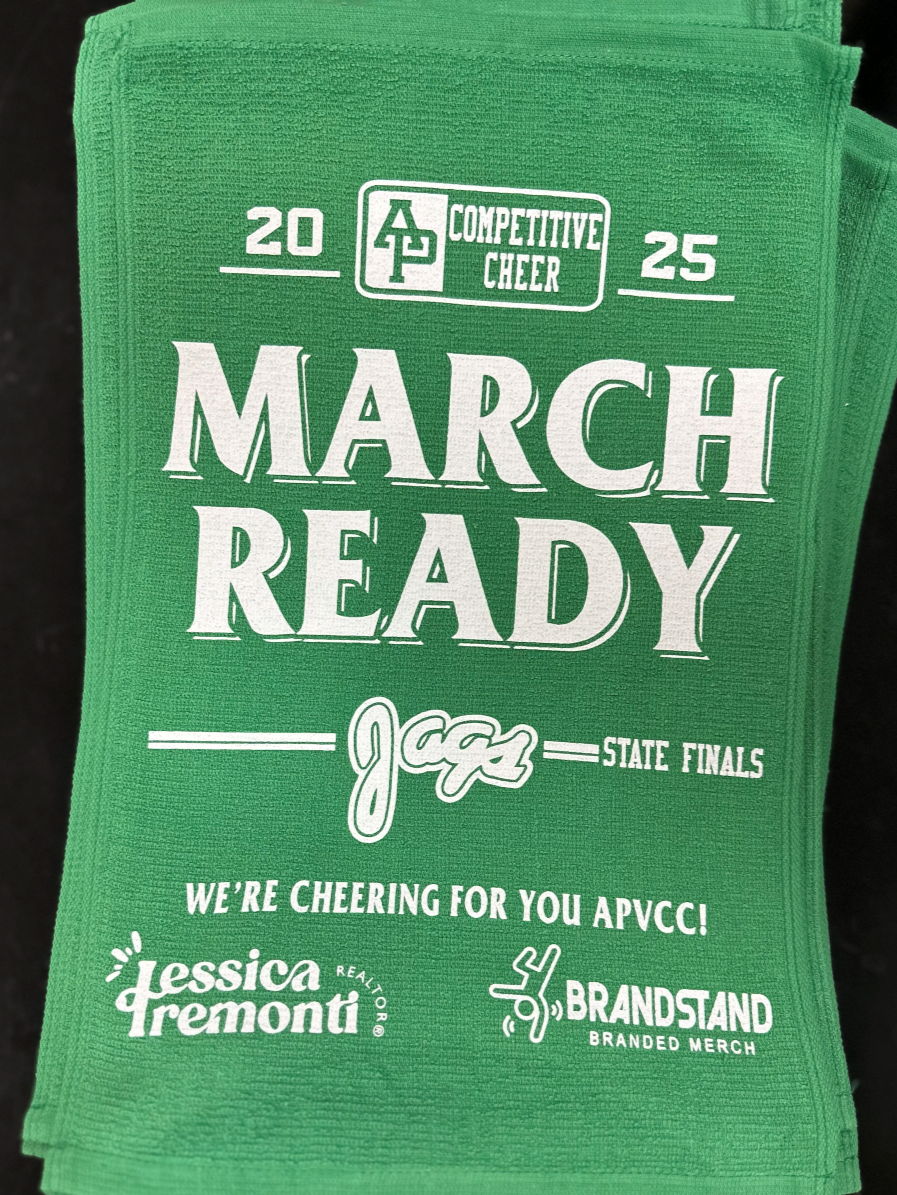 20 AP COMPETITIVE 25
CHEER
MARCH
READY
Jags STATE FINALS
WE'RE CHEERING FOR YOU APVCC!
Jessica REALTOR®
Tremonti
BRANDSTAND
BRANDED MERCH